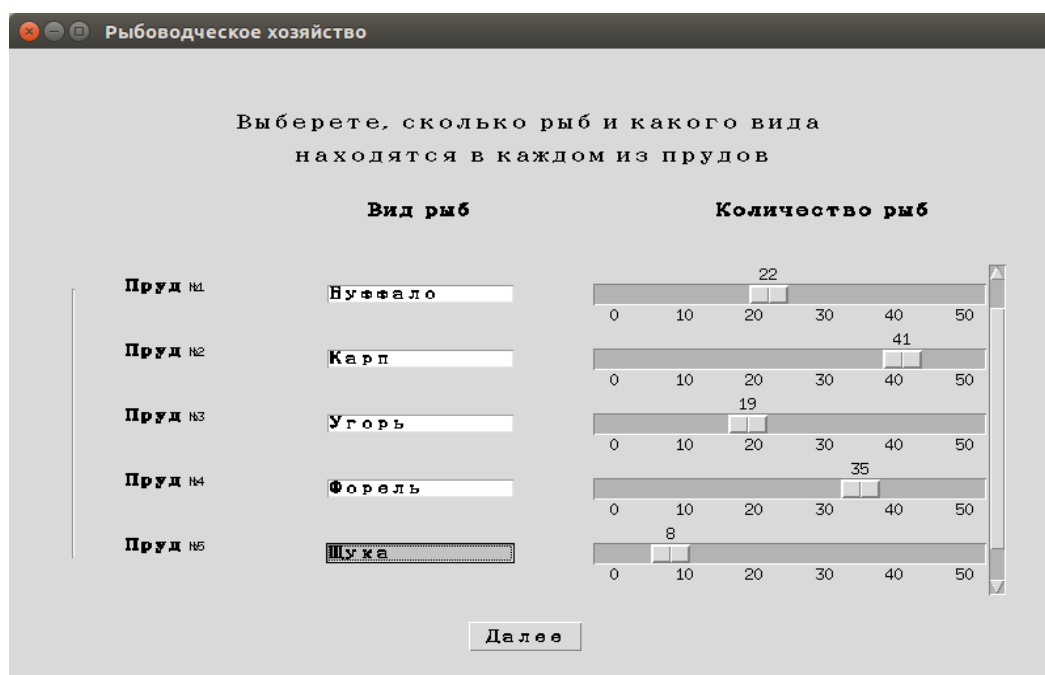 Рыбоводческое хозяйство
Выберете, сколько рыб и какого вида
находятся в каждом из прудов
Вид рыб Количество рыб
22
Пруд №1 Буффало
0 10 20 30 40 50
41
Пруд №2 Карп
0 10 20 30 40 50
19
Пруд №3 Угорь
0 10 20 30 40 50
35
Пруд №4 Форель
0 10 20 30 40 50
8
Пруд №5 Щука
0 10 20 30 40 50
Далее